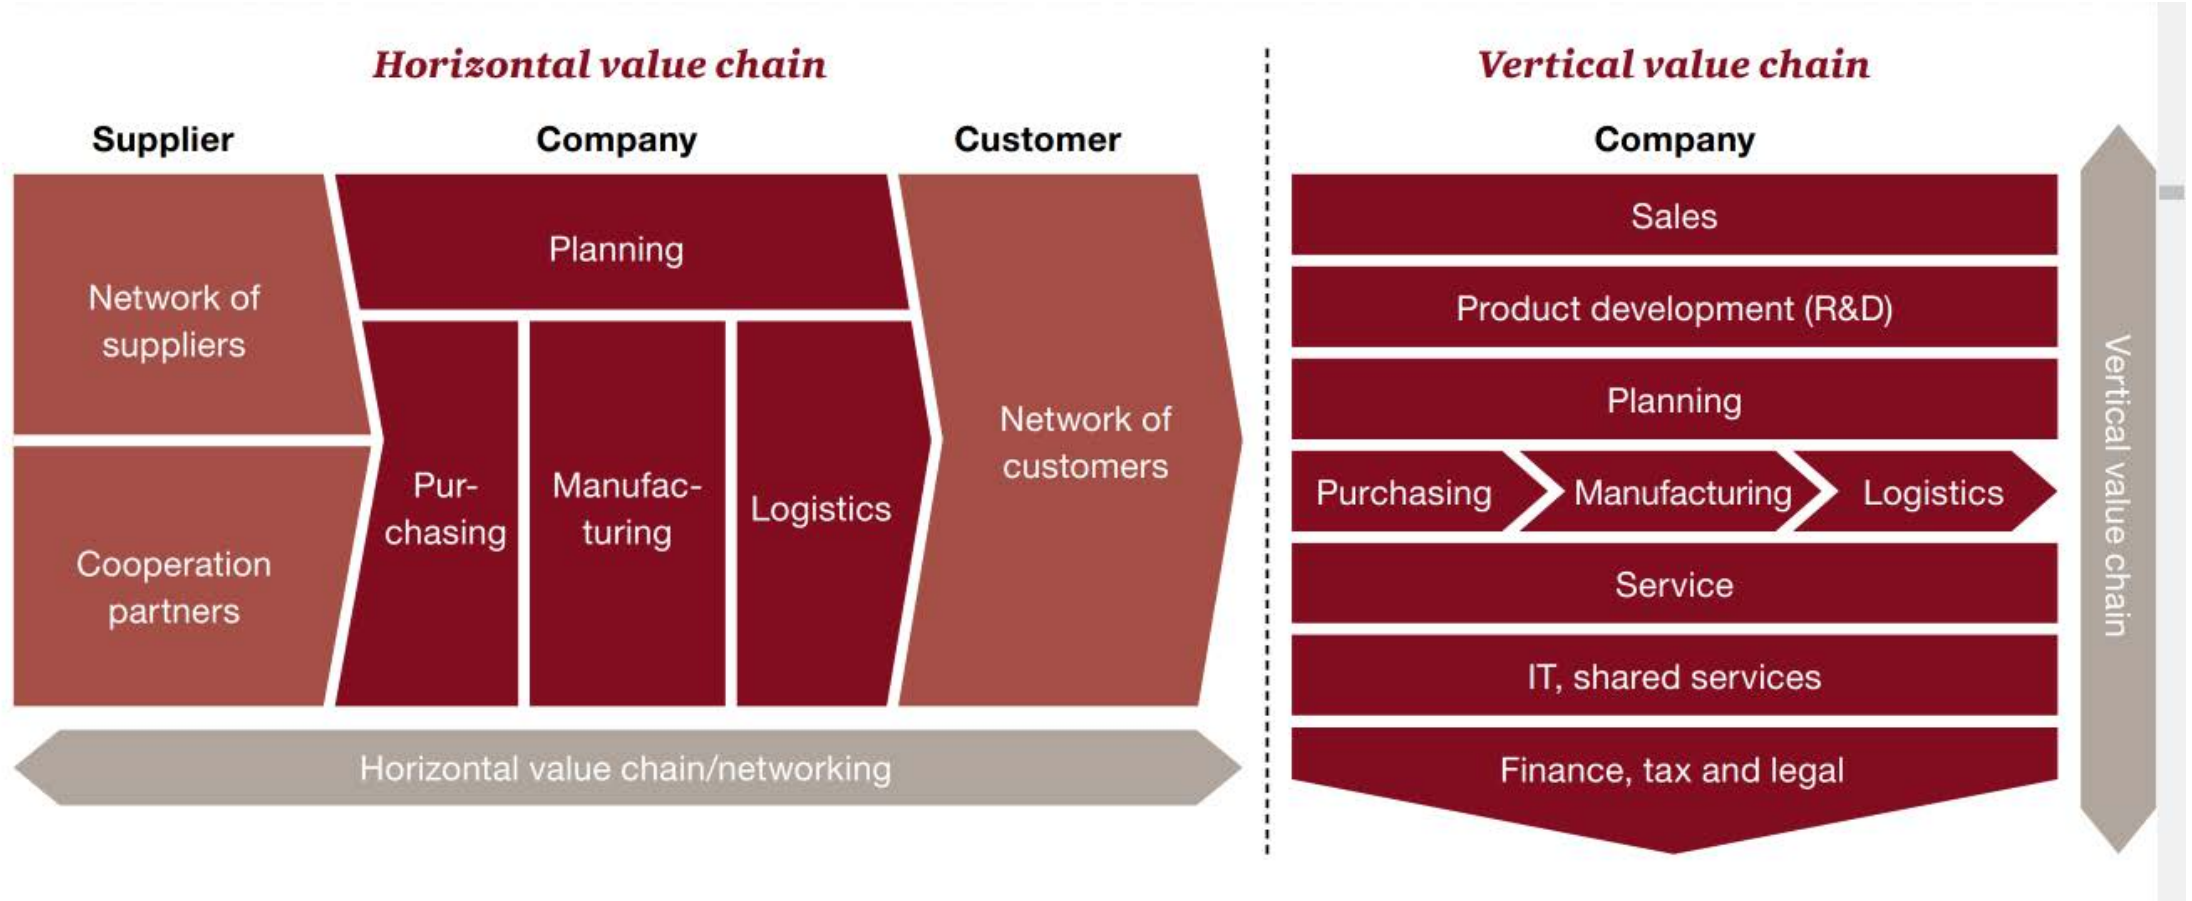 Horizontal value chain
Supplier
Company
Customer
Network of
suppliers
Cooperation
partners
Planning
Pur-
chasing
Manufac-
turing
Logistics
Network of
customers
Horizontal value chain/networking
Vertical value chain
Company
Sales
Product development (R&D)
Planning
Purchasing
Manufacturing
Logistics
Service
IT, shared services
Finance, tax and legal
Vertical value chain